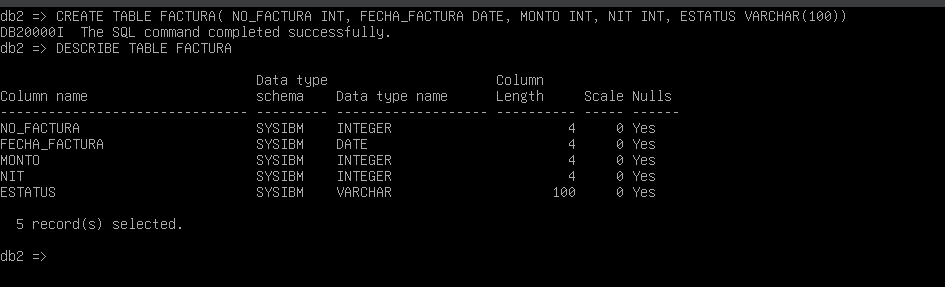 db2 => CREATE TABLE FACTURA( NO_FACTURA INT, FECHA_FACTURA DATE, MONTO INT, NIT INT, ESTATUS VARCHAR(100))
DB20000I  The SQL command completed successfully.
db2 => DESCRIBE TABLE FACTURA
                                Data type                     Column
Column name                     schema    Data type name      Length     Scale Nulls
------------------------------- --------- ------------------- ---------- ----- ------
NO_FACTURA                      SYSIBM    INTEGER                      4     0 Yes
FECHA_FACTURA                   SYSIBM    DATE                         4     0 Yes
MONTO                           SYSIBM    INTEGER                      4     0 Yes
NIT                             SYSIBM    INTEGER                      4     0 Yes
ESTATUS                         SYSIBM    VARCHAR                    100     0 Yes
  5 record(s) selected.
db2 =>